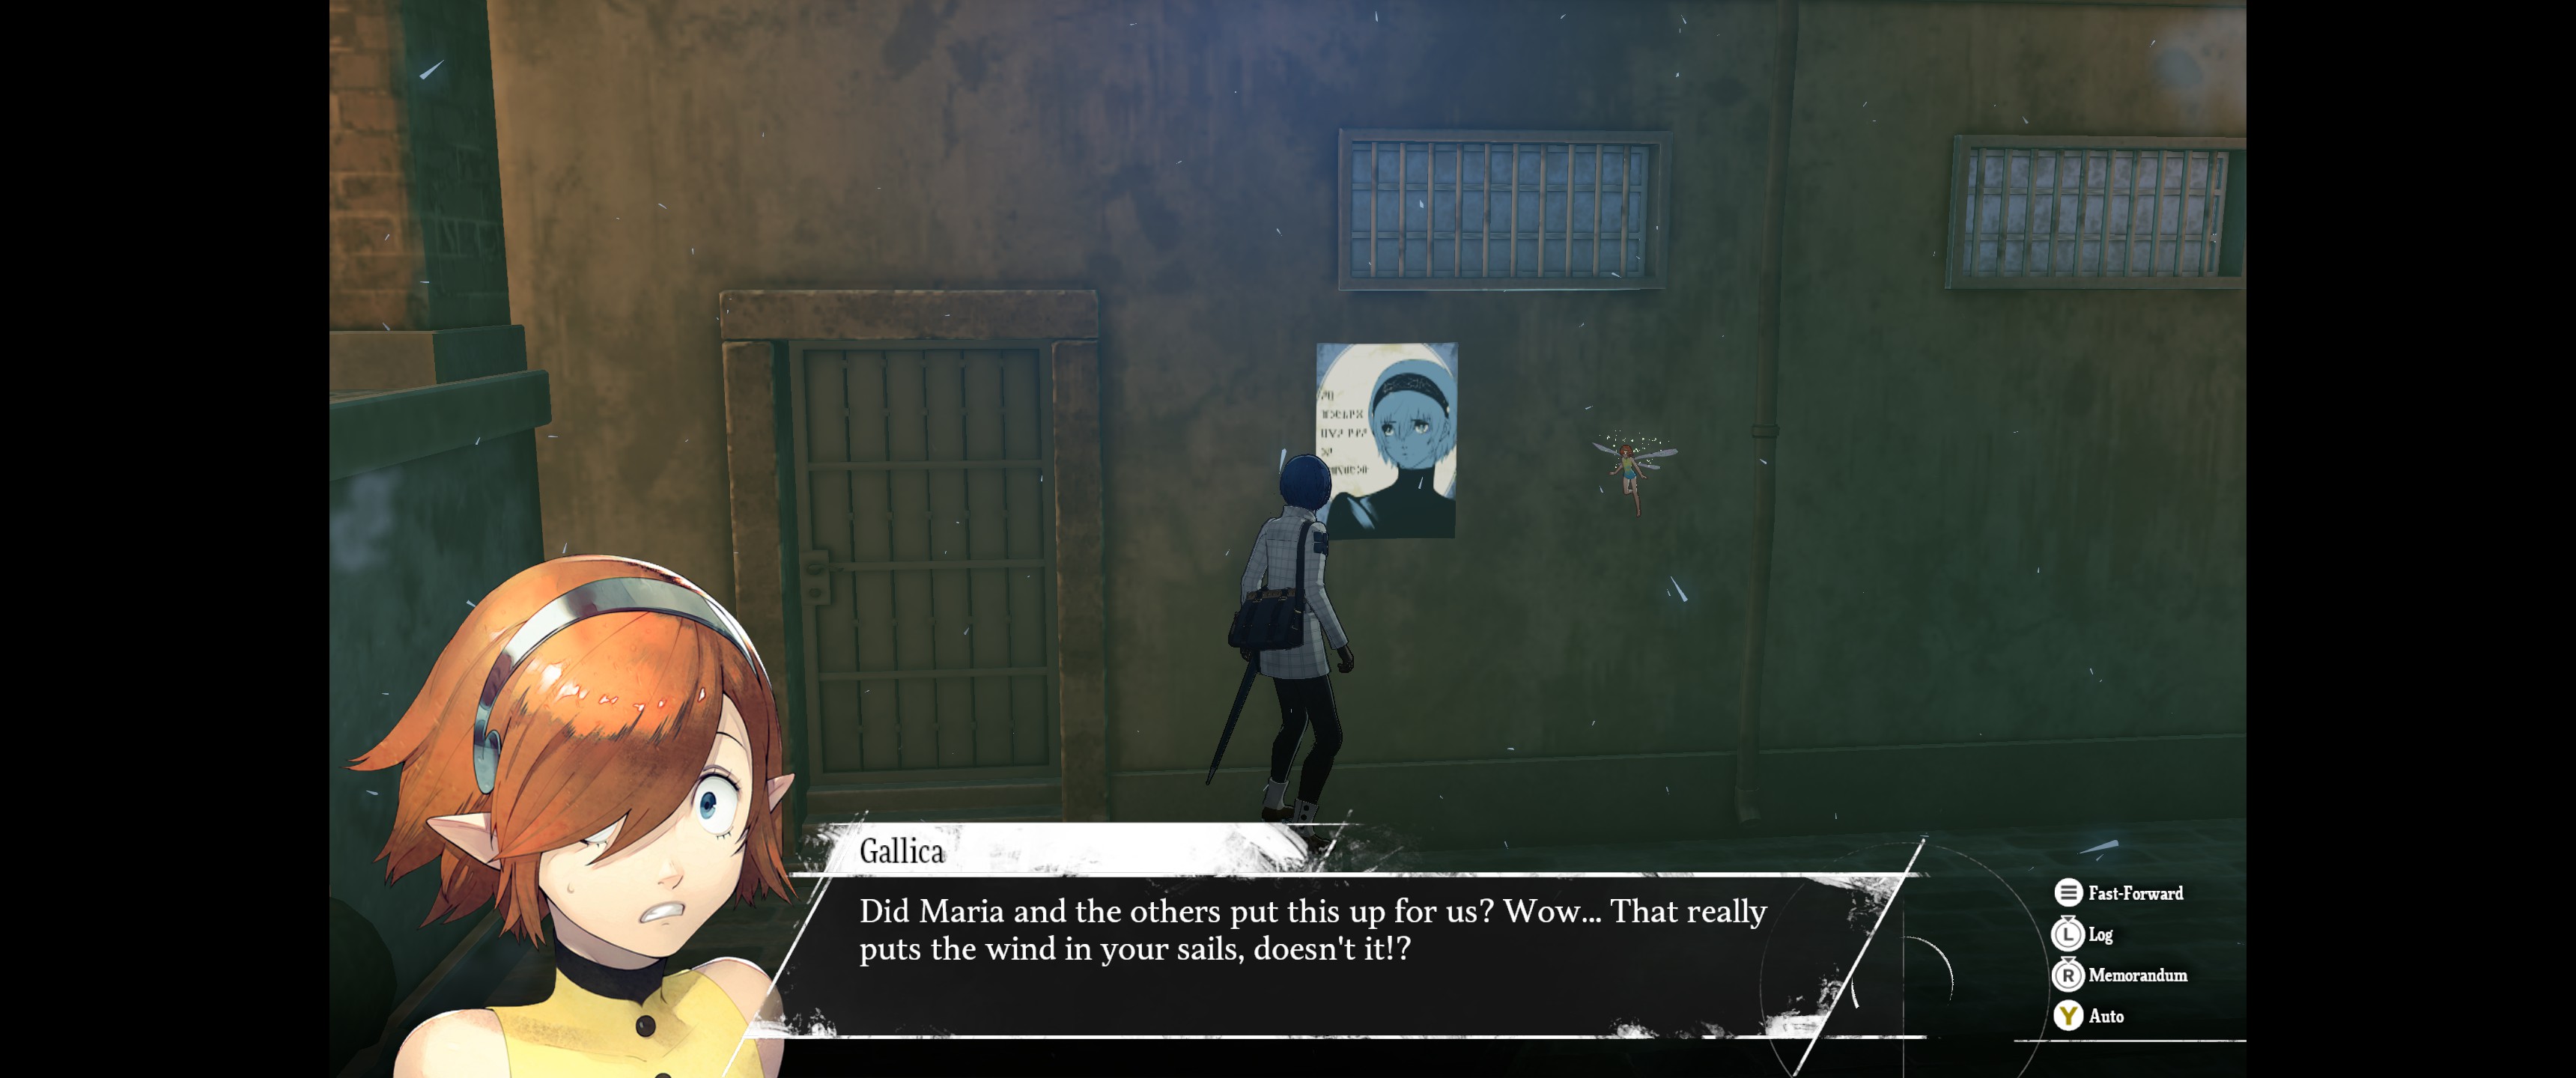 Gallica
Did Maria and the others put this up for us? Wow... That really
puts the wind in your sails, doesn't it!?
Fast-Forward
L Log
R Memorandum
Y Auto